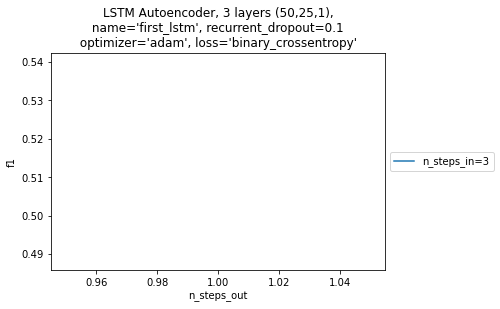 LSTM Autoencoder, 3 layers (50,25,1),
name='first_lstm', recurrent_dropout=0.1
optimizer='adam', loss='binary_crossentropy'
0.54
0.53
0.52
0.51
0.50
0.49
f1
0.96
0.98
1.00
1.02
1.04
n_steps_out
n_steps_in=3